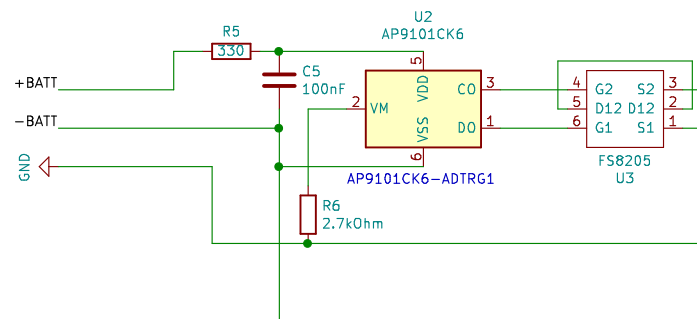 U2
AP9101CK6
R5
330
+BATT
C5
100nF
-BATT
GND
5
VDD
CO
3
2
VM
VSS
DO
1
6
AP9101CK6-ADTRG1
R6
2.7kOhm
4
G2
S2
3
5
D12
D12
2
6
G1
S1
1
FS8205
U3